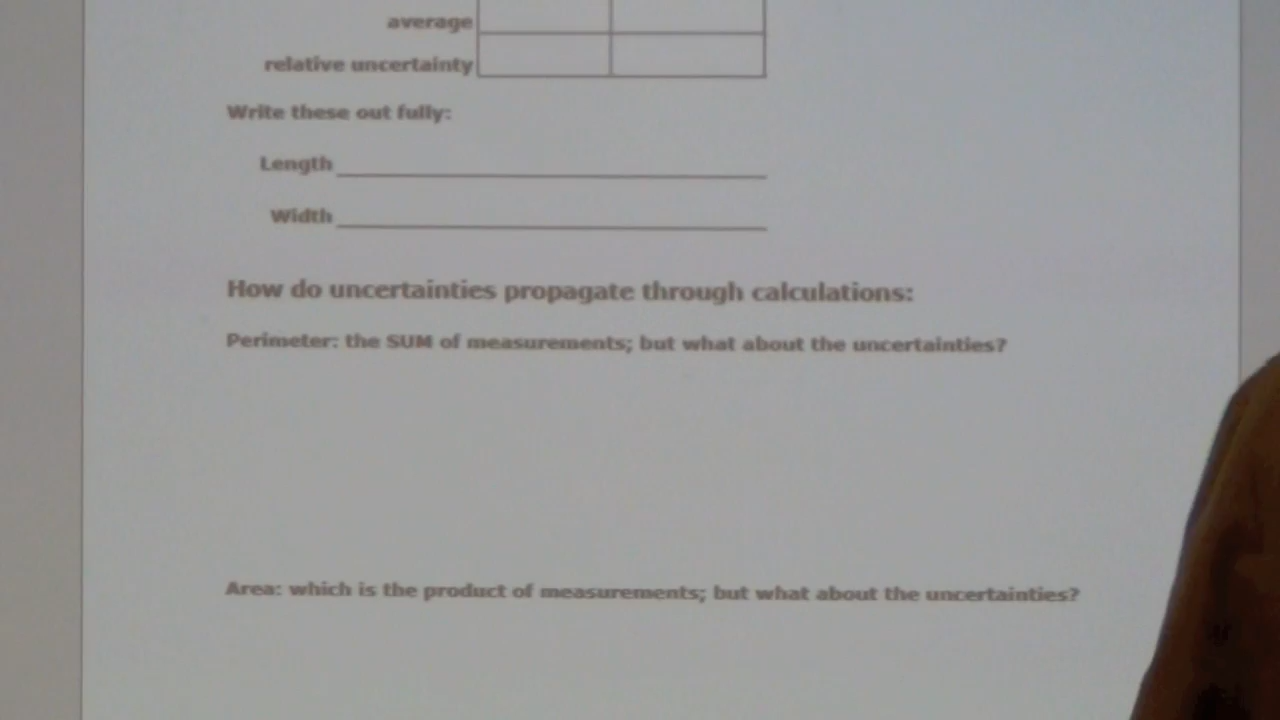 average
relative uncertainty
Write these out fully:
Length
Width
How do uncertainties propagate through calculations:
Perimeter: the SUM of measurements; but what about the uncertainties?
Area: which is the product of measurements; but what about the uncertainties?